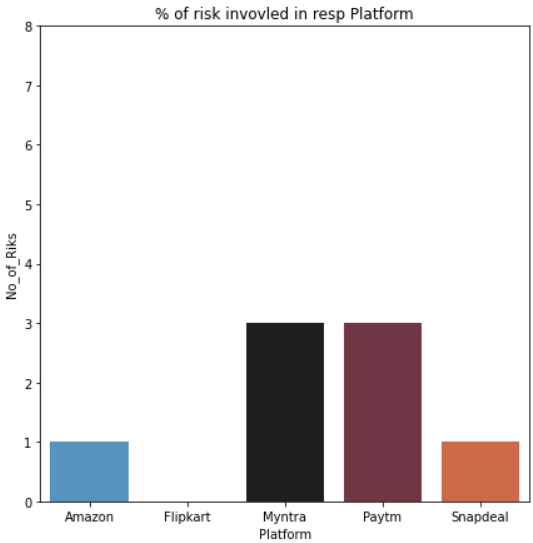 % of risk invovled in resp Platform
8
7
6
5
4
3
2
1
0
No_of_Riks
Amazon Flipkart Myntra Paytm Snapdeal
Platform